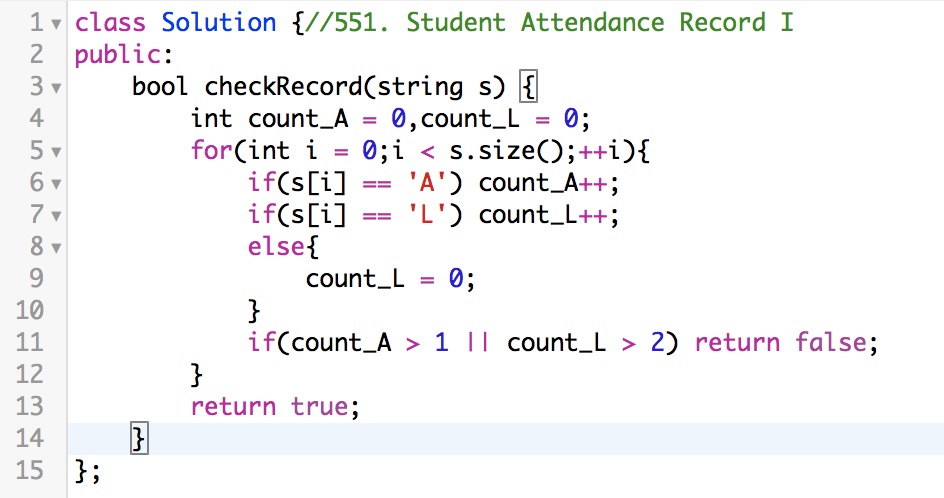 1 class Solution {//551. Student Attendance Record I
2 public:
3     bool checkRecord(string s) {
4         int count_A = 0,count_L = 0;
5         for(int i = 0;i < s.size();++i){
6             if(s[i] == 'A') count_A++;
7             if(s[i] == 'L') count_L++;
8             else{
9                 count_L = 0;
10             }
11             if(count_A > 1 || count_L > 2) return false;
12         }
13         return true;
14     }
15 };